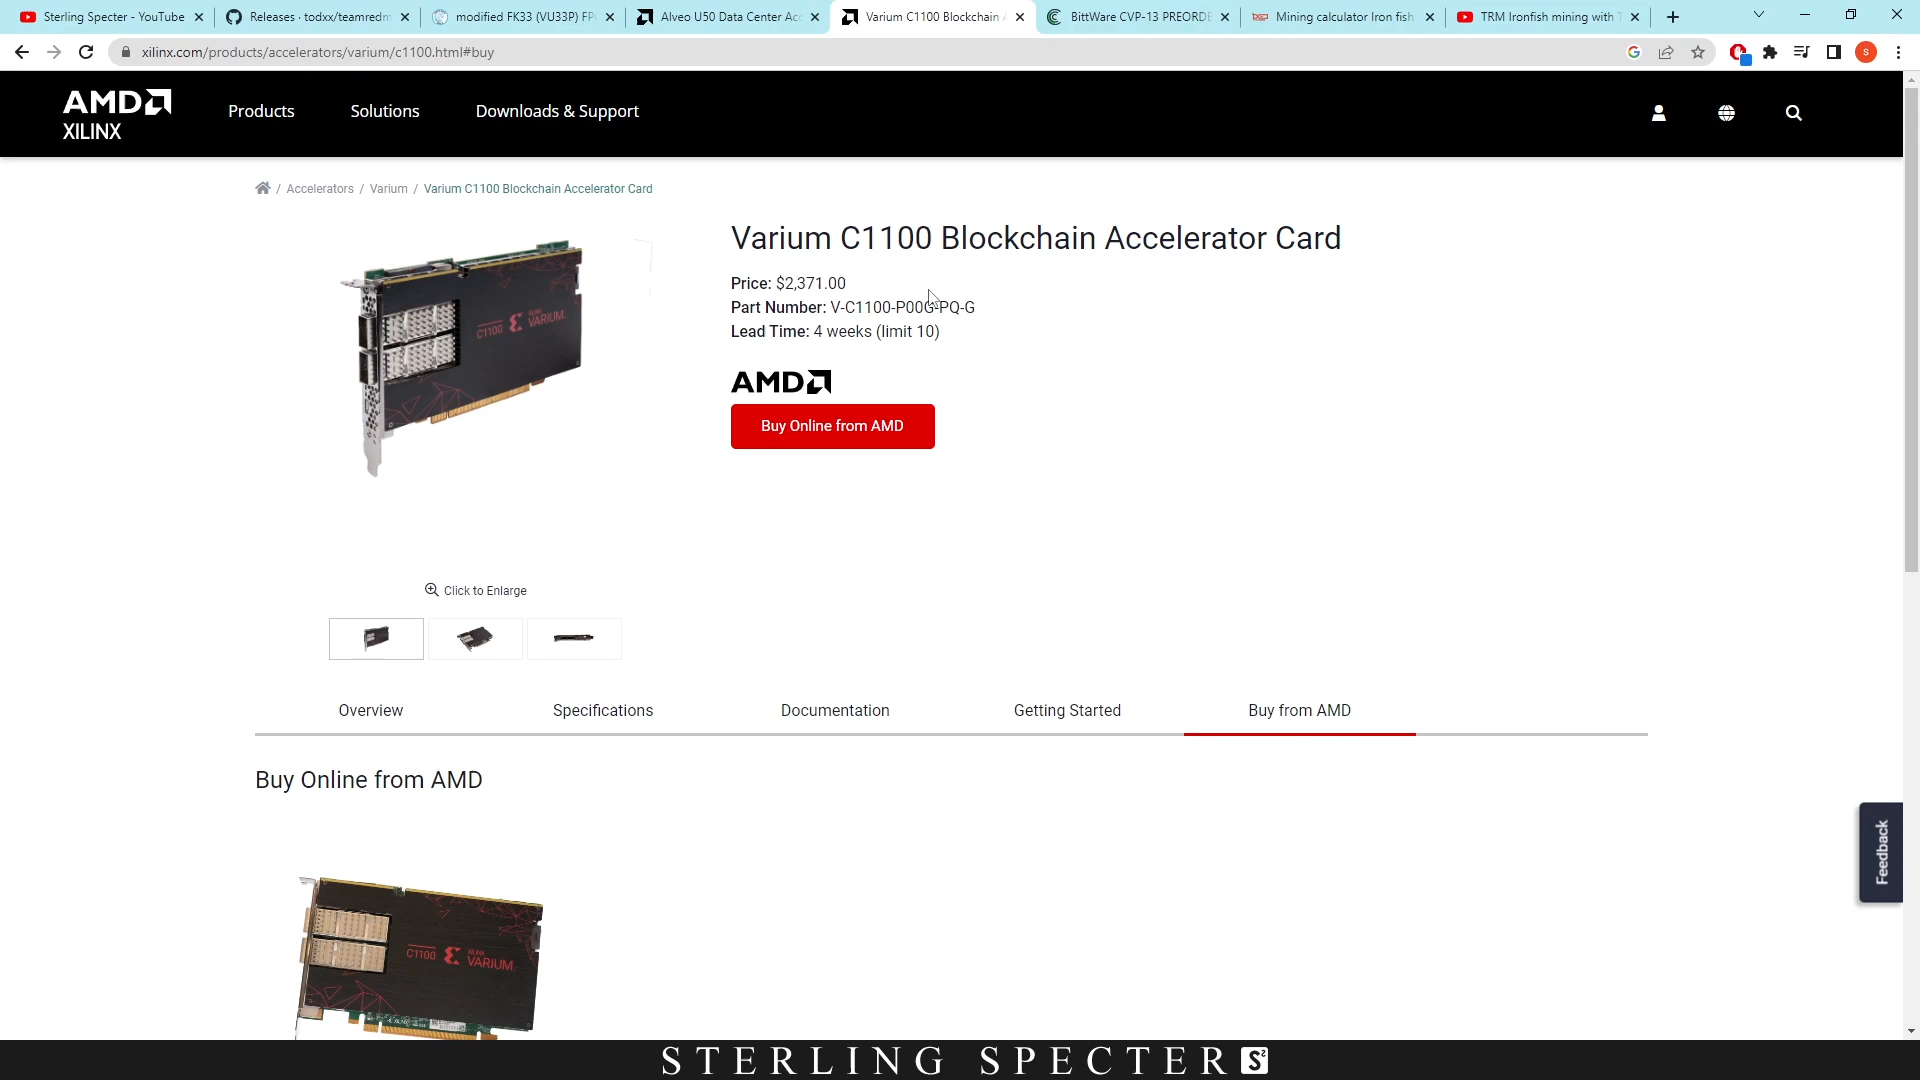 Sterling Specter - YouTube
Releases · todxx/teamredm
modified FK33 (VU33P) FP
Alveo U50 Data Center Acc
Varium C1100 Blockchain
BittWare CVP-13 PREORDE
Mining calculator Iron fish
TRM Ironfish mining with
xilinx.com/products/accelerators/varium/c1100.html#buy
S
AMD
XILINX
Products
Solutions
Downloads & Support
/ Accelerators / Varium / Varium C1100 Blockchain Accelerator Card
Varium C1100 Blockchain Accelerator Card
Price: $2,371.00
Part Number: V-C1100-P00G-PQ-G
Lead Time: 4 weeks (limit 10)
AMD
Buy Online from AMD
C1100 XILINX VARIUM
Click to Enlarge
Overview
Specifications
Documentation
Getting Started
Buy from AMD
Buy Online from AMD
Feedback
C1100 XILINX VARIUM
STERLING SPECTER S²